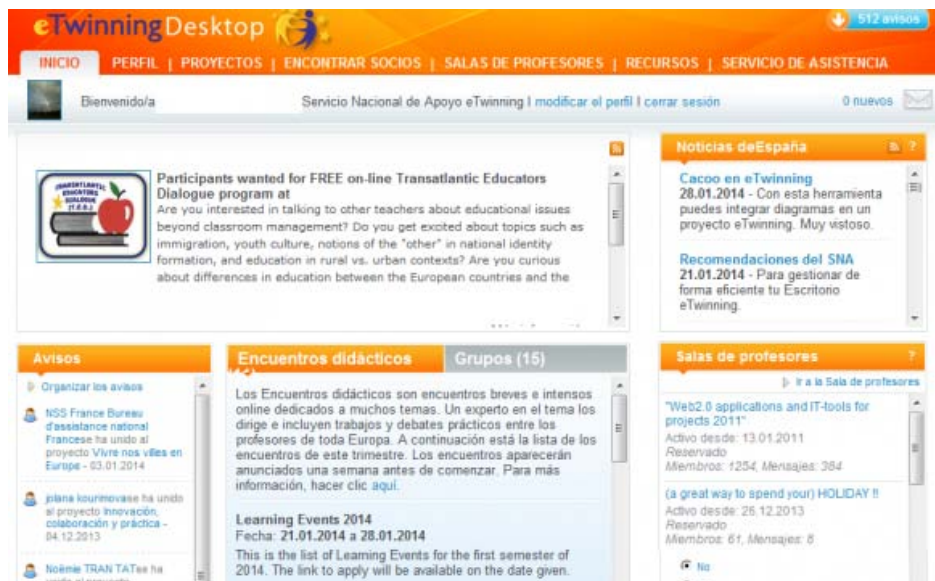 eTwinning Desktop
512 avisos
INICIO
PERFIL | PROYECTOS | ENCONTRAR SOCIOS | SALAS DE PROFESORES | RECURSOS | SERVICIO DE ASISTENCIA
Bienvenido/a
Servicio Nacional de Apoyo eTwinning | modificar el perfil | cerrar sesión
0 nuevos
TRANSATLANTIC
EDUCATORS
DIALOGUE
(T.E.D.)
Participants wanted for FREE on-line Transatlantic Educators
Dialogue program at
Are you interested in talking to other teachers about educational issues
beyond classroom management? Do you get excited about topics such as
immigration, youth culture, notions of the "other" in national identity
formation, and education in rural vs. urban contexts? Are you curious
about differences in education between the European countries and the
Noticias deEspaña
?
Cacoo en eTwinning
28.01.2014 - Con esta herramienta
puedes integrar diagramas en un
proyecto eTwinning. Muy vistoso.
Recomendaciones del SNA
21.01.2014 - Para gestionar de
forma eficiente tu Escritorio
eTwinning.
Avisos
Organizar los avisos
NSS France Bureau
d'assistance national
Francese ha unido al
proyecto Vivre nos villes en
Europe - 03.01.2014
jolana kourimovase ha unido
al proyecto Innovación,
colaboración y práctica -
04.12.2013
Noëmie TRAN TATse ha
Encuentros didácticos
Grupos (15)
Los Encuentros didácticos son encuentros breves e intensos
online dedicados a muchos temas. Un experto en el tema los
dirige e incluyen trabajos y debates prácticos entre los
profesores de toda Europa. A continuación está la lista de los
encuentros de este trimestre. Los encuentros aparecerán
anunciados una semana antes de comenzar. Para más
información, hacer clic aquí.
Learning Events 2014
Fecha: 21.01.2014 a 28.01.2014
This is the list of Learning Events for the first semester of
2014. The link to apply will be available on the date given.
Salas de profesores
?
Ir a la Sala de profesores
"Web2.0 applications and IT-tools for
projects 2011"
Activo desde: 13.01.2011
Reservado
Miembros: 1254, Mensajes: 384
(a great way to spend your) HOLIDAY !!
Activo desde: 26.12.2013
Reservado
Miembros: 61, Mensajes: 8
No